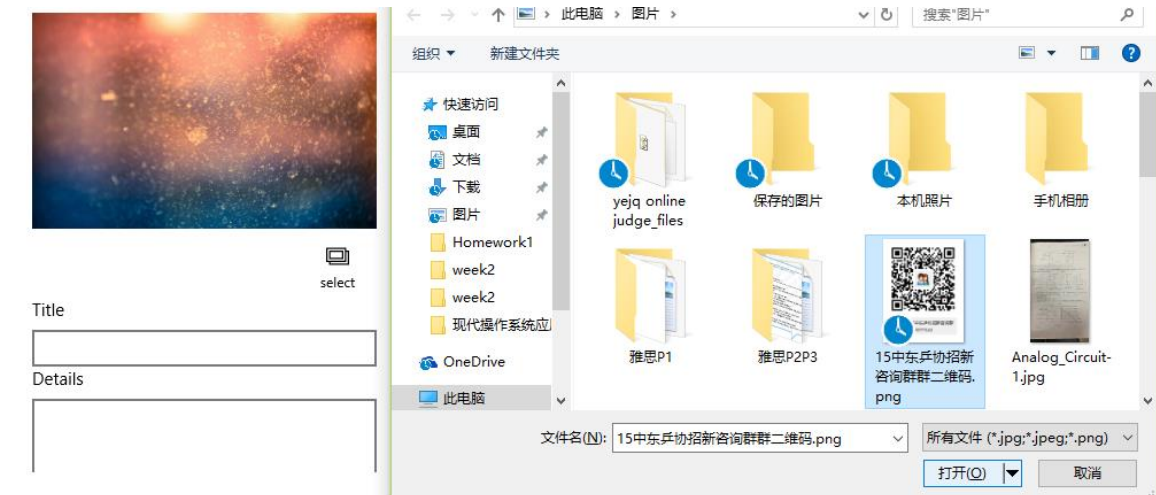 select
Title
Details
此电脑
图片
搜索"图片"
组织
新建文件夹
快速访问
桌面
文档
下载
图片
Homework1
week2
week2
现代操作系统应
OneDrive
此电脑
yejq online
judge_files
保存的图片
本机照片
手机相册
雅思P1
雅思P2P3
15中东乒协招新
咨询群群二维码.
png
Analog_Circuit-
1.jpg
文件名(N):
15中东乒协招新咨询群群二维码.png
所有文件 (*.jpg;*.jpeg;*.png)
打开(O)
取消